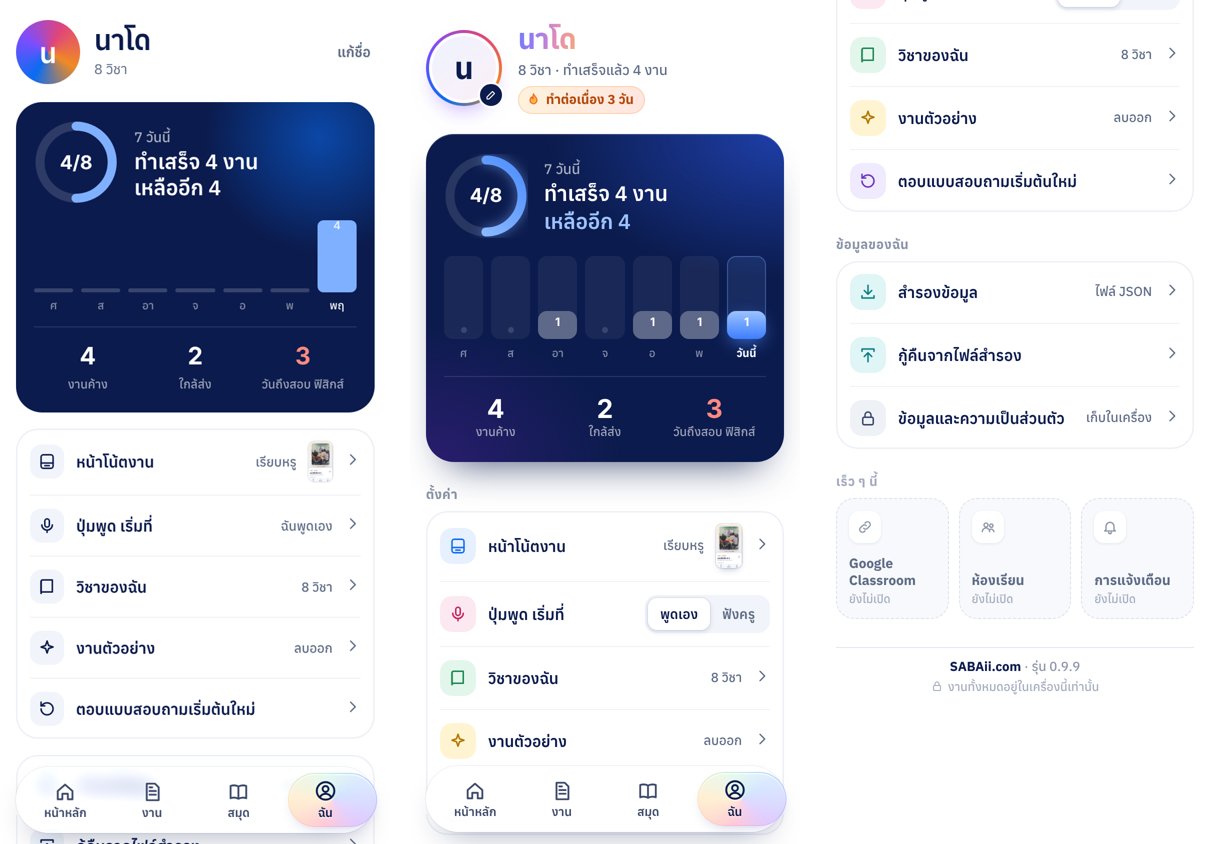 น
นาโด
8 วิชา
แก้ชื่อ
4/8
7 วันนี้
ทำเสร็จ 4 งาน
เหลืออีก 4
4
ศ ส อา จ อ พ พฤ
4 2 3
งานค้าง ใกล้ส่ง วันถึงสอบ ฟิสิกส์
หน้าโน้ตงาน เรียบหรู
ปุ่มพูด เริ่มที่ ฉันพูดเอง
วิชาของฉัน 8 วิชา
งานตัวอย่าง ลบออก
ตอบแบบสอบถามเริ่มต้นใหม่
หน้าหลัก งาน สมุด ฉัน
น
นาโด
8 วิชา · ทำเสร็จแล้ว 4 งาน
ทำต่อเนื่อง 3 วัน
4/8
7 วันนี้
ทำเสร็จ 4 งาน
เหลืออีก 4
1 1 1 1
ศ ส อา จ อ พ วันนี้
4 2 3
งานค้าง ใกล้ส่ง วันถึงสอบ ฟิสิกส์
ตั้งค่า
หน้าโน้ตงาน เรียบหรู
ปุ่มพูด เริ่มที่ พูดเอง ฟังครู
วิชาของฉัน 8 วิชา
งานตัวอย่าง ลบออก
หน้าหลัก งาน สมุด ฉัน
วิชาของฉัน 8 วิชา
งานตัวอย่าง ลบออก
ตอบแบบสอบถามเริ่มต้นใหม่
ข้อมูลของฉัน
สำรองข้อมูล ไฟล์ JSON
กู้คืนจากไฟล์สำรอง
ข้อมูลและความเป็นส่วนตัว เก็บในเครื่อง
เร็ว ๆ นี้
Google
Classroom
ยังไม่เปิด
ห้องเรียน
ยังไม่เปิด
การแจ้งเตือน
ยังไม่เปิด
SABAii.com · รุ่น 0.9.9
งานทั้งหมดอยู่ในเครื่องนี้เท่านั้น